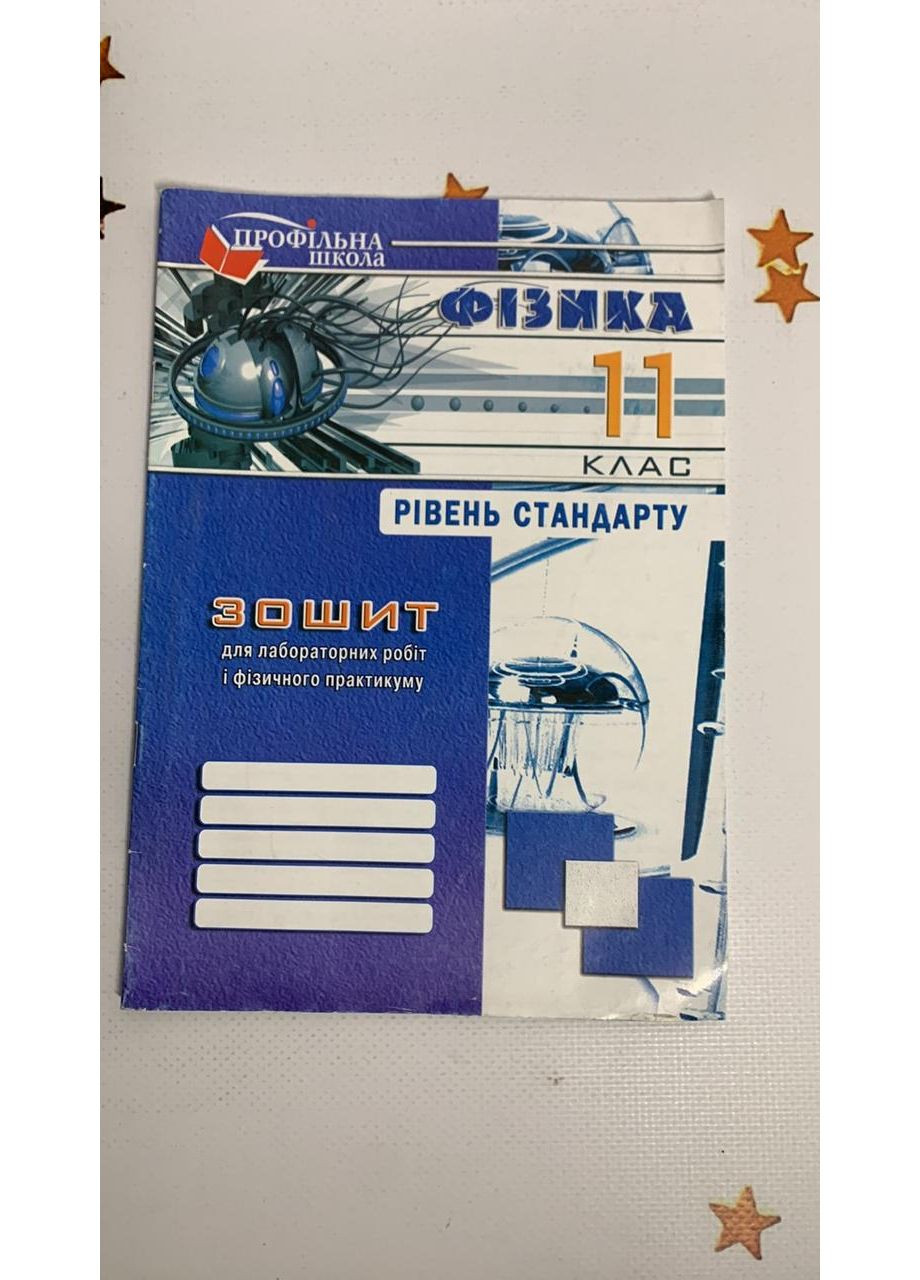 ПРОФІЛЬНА
ШКОЛА
ФІЗИКА
11
КЛАС
РІВЕНЬ СТАНДАРТУ
ЗОШИТ
для лабораторних робіт
і фізичного практикуму